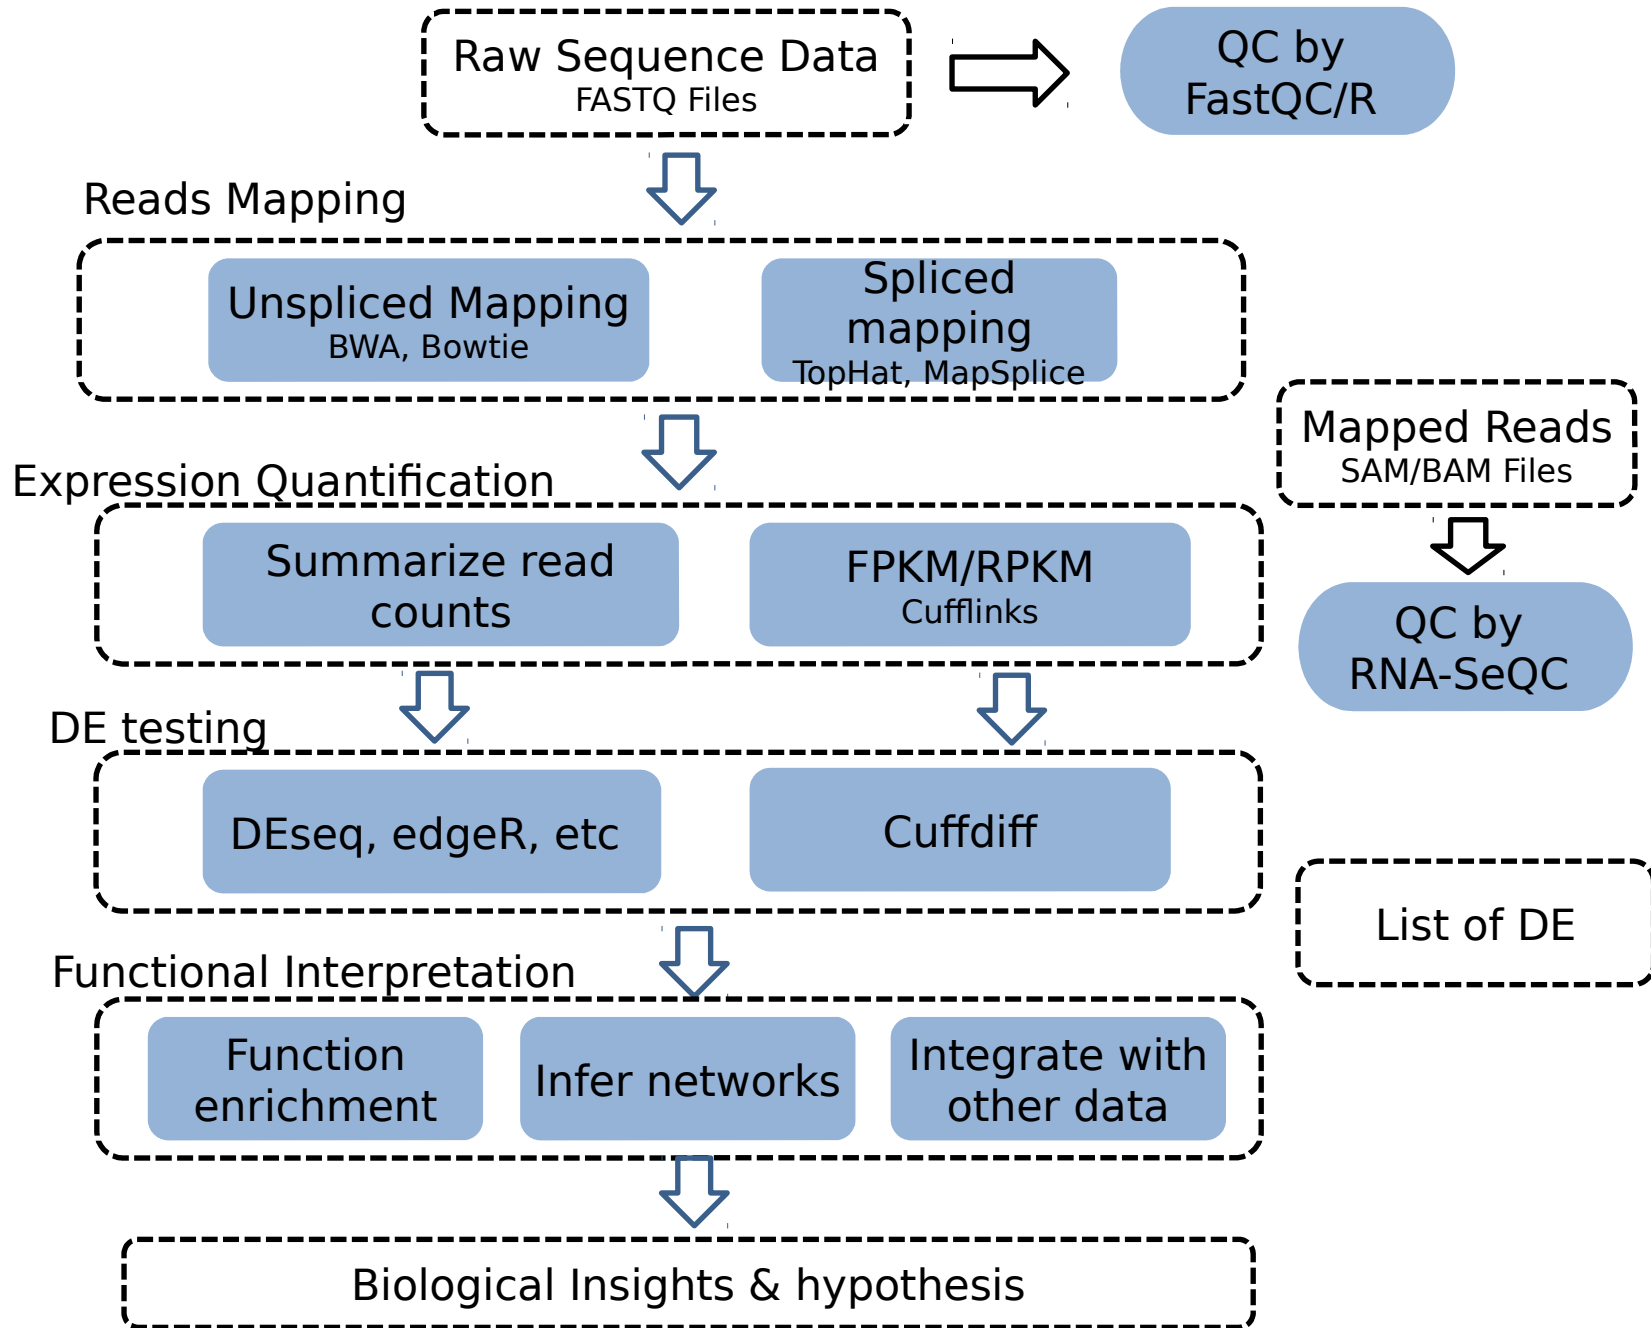 Raw Sequence Data
FASTQ Files
QC by
FastQC/R
Reads Mapping
Unspliced Mapping
BWA, Bowtie
Spliced
mapping
TopHat, MapSplice
Mapped Reads
SAM/BAM Files
Expression Quantification
Summarize read
counts
FPKM/RPKM
Cufflinks
QC by
RNA-SeQC
DE testing
DEseq, edgeR, etc
Cuffdiff
List of DE
Functional Interpretation
Function
enrichment
Infer networks
Integrate with
other data
Biological Insights & hypothesis